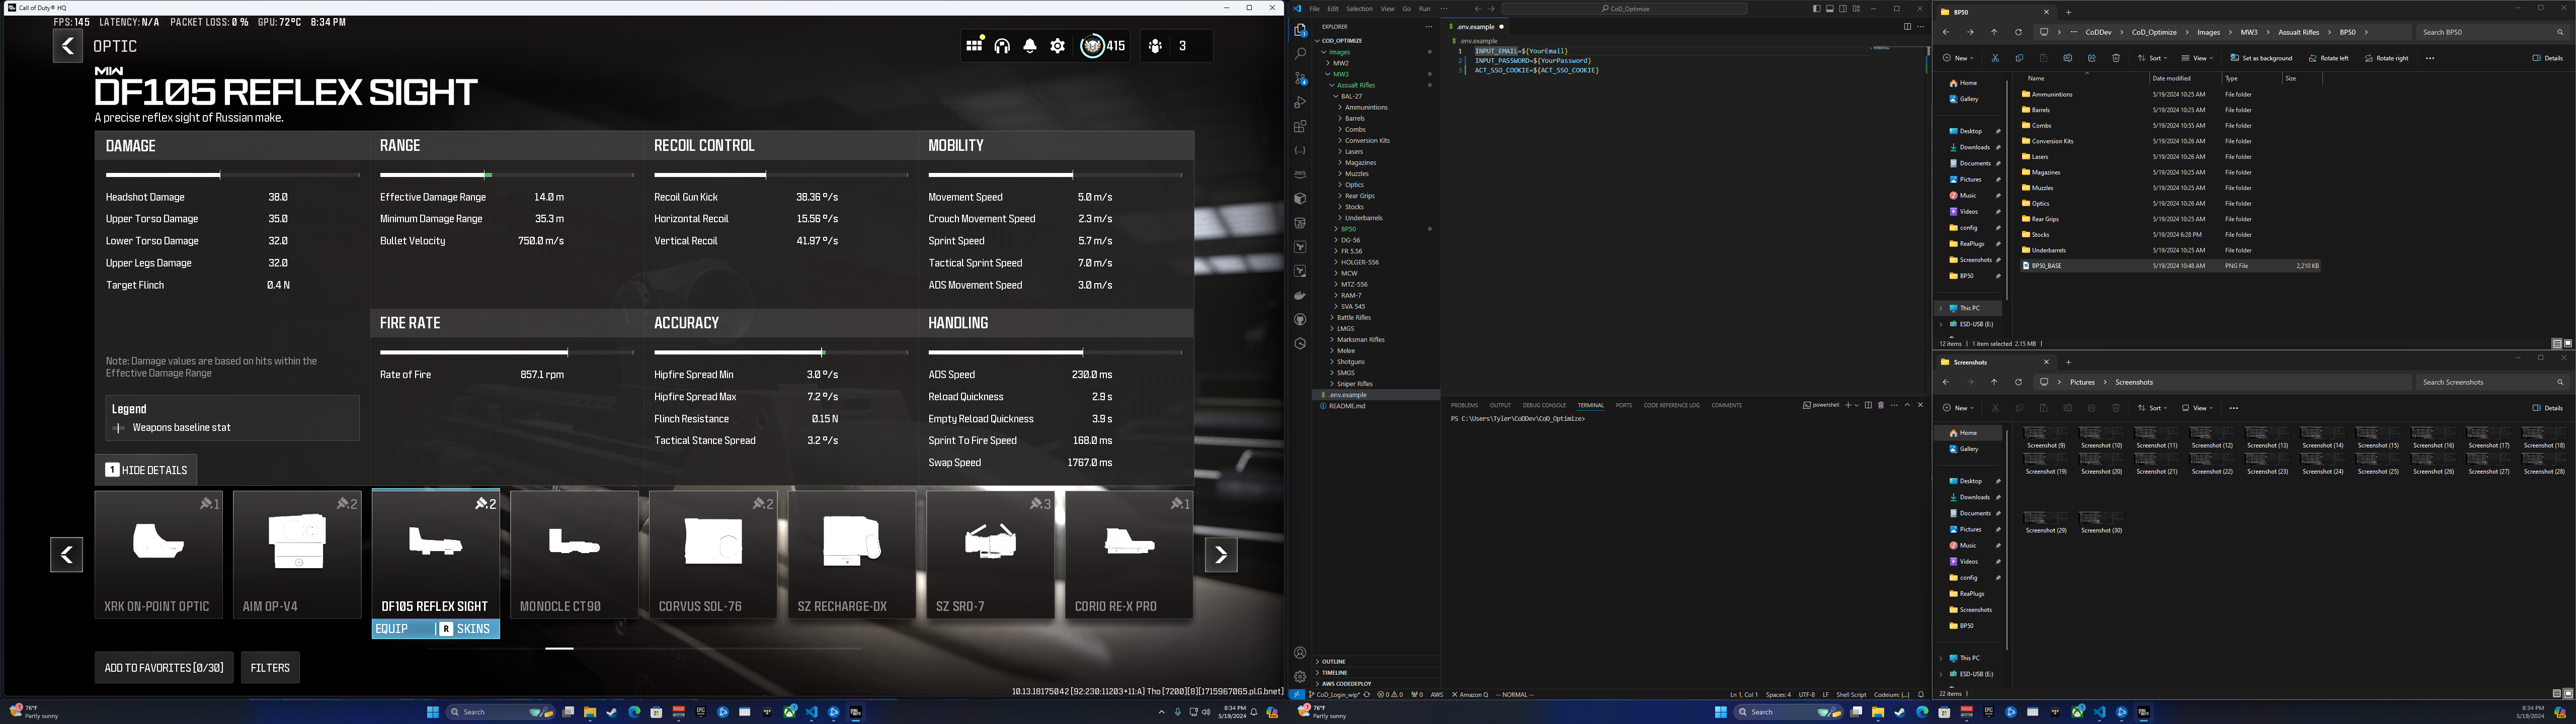 Call of Duty® HQ
FPS: 145 LATENCY: N/A PACKET LOSS: 0 % GPU: 72°C 8:34 PM
OPTIC
415
3
MW
DF105 REFLEX SIGHT
A precise reflex sight of Russian make.
DAMAGE
Headshot Damage 38.0
Upper Torso Damage 35.0
Lower Torso Damage 32.0
Upper Legs Damage 32.0
Target Flinch 0.4 N
Note: Damage values are based on hits within the
Effective Damage Range
Legend
Weapons baseline stat
1 HIDE DETAILS
RANGE
Effective Damage Range 14.0 m
Minimum Damage Range 35.3 m
Bullet Velocity 750.0 m/s
RECOIL CONTROL
Recoil Gun Kick 38.36 º/s
Horizontal Recoil 15.56 º/s
Vertical Recoil 41.97 º/s
MOBILITY
Movement Speed 5.0 m/s
Crouch Movement Speed 2.3 m/s
Sprint Speed 5.7 m/s
Tactical Sprint Speed 7.0 m/s
ADS Movement Speed 3.0 m/s
FIRE RATE
Rate of Fire 857.1 rpm
ACCURACY
Hipfire Spread Min 3.0 º/s
Hipfire Spread Max 7.2 º/s
Flinch Resistance 0.15 N
Tactical Stance Spread 3.2 º/s
HANDLING
ADS Speed 230.0 ms
Reload Quickness 2.9 s
Empty Reload Quickness 3.9 s
Sprint To Fire Speed 168.0 ms
Swap Speed 1767.0 ms
1 2 2 2 3 1
XRK ON-POINT OPTIC
AIM OP-V4
DF105 REFLEX SIGHT
MONOCLE CT90
CORVUS SOL-76
SZ RECHARGE-DX
SZ SRO-7
CORIO RE-X PRO
EQUIP | R SKINS
ADD TO FAVORITES [0/30]
FILTERS
10.13.18175042 [92:230:11203+11:A] Tho [7200][8][1715967065.pl.G.bnet]
76°F
Partly sunny
Search
8:34 PM
5/19/2024
File Edit Selection View Go Run ···
CoD_Optimize
EXPLORER
COD_OPTIMIZE
Images
MW2
MW3
Assualt Rifles
BAL-27
Ammunintions
Barrels
Combs
Conversion Kits
Lasers
Magazines
Muzzles
Optics
Rear Grips
Stocks
Underbarrels
BP50
DG-56
FR 5.56
HOLGER-556
MCW
MTZ-556
RAM-7
SVA 545
Battle Rifles
LMGS
Marksman Rifles
Melee
Shotguns
SMGS
Sniper Rifles
.env.example
README.md
OUTLINE
TIMELINE
AWS CODEDEPLOY
.env.example
.env.example
1 INPUT_EMAIL=${YourEmail}
2 INPUT_PASSWORD=${YourPassword}
3 ACT_SSO_COOKIE=${ACT_SSO_COOKIE}
PROBLEMS OUTPUT DEBUG CONSOLE TERMINAL PORTS CODE REFERENCE LOG COMMENTS
powershell
PS C:\Users\Tyler\CoDDev\CoD_Optimize>
CoD_Login_wip* 0 0 0 AWS Amazon Q -- NORMAL --
Ln 1, Col 1 Spaces: 4 UTF-8 LF Shell Script Codeium: {...}
76°F
Partly sunny
Search
BP50
CoDDev > CoD_Optimize > Images > MW3 > Assualt Rifles > BP50 >
Search BP50
New Sort View Set as background Rotate left Rotate right Details
Home
Gallery
Desktop
Downloads
Documents
Pictures
Music
Videos
config
ReaPlugs
Screenshots
BP50
This PC
ESD-USB (E:)
Name Date modified Type Size
Ammunintions 5/19/2024 10:25 AM File folder
Barrels 5/19/2024 10:25 AM File folder
Combs 5/19/2024 10:55 AM File folder
Conversion Kits 5/19/2024 10:26 AM File folder
Lasers 5/19/2024 10:26 AM File folder
Magazines 5/19/2024 10:25 AM File folder
Muzzles 5/19/2024 10:25 AM File folder
Optics 5/19/2024 10:26 AM File folder
Rear Grips 5/19/2024 10:25 AM File folder
Stocks 5/19/2024 6:28 PM File folder
Underbarrels 5/19/2024 10:25 AM File folder
BP50_BASE 5/19/2024 10:48 AM PNG File 2,210 KB
12 items | 1 item selected 2.15 MB |
Screenshots
Pictures > Screenshots
Search Screenshots
New Sort View Details
Home
Gallery
Desktop
Downloads
Documents
Pictures
Music
Videos
config
ReaPlugs
Screenshots
BP50
This PC
ESD-USB (E:)
Screenshot (9) Screenshot (10) Screenshot (11) Screenshot (12) Screenshot (13) Screenshot (14) Screenshot (15) Screenshot (16) Screenshot (17) Screenshot (18)
Screenshot (19) Screenshot (20) Screenshot (21) Screenshot (22) Screenshot (23) Screenshot (24) Screenshot (25) Screenshot (26) Screenshot (27) Screenshot (28)
Screenshot (29) Screenshot (30)
22 items |
8:34 PM
5/19/2024